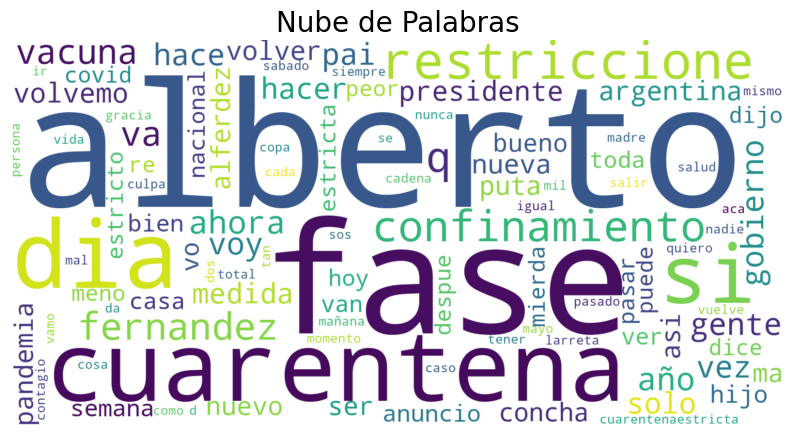 Nube de Palabras
vacuna hace volver pai restriccione
covid sabado siempre
ir volvemo hacer peor presidente argentina mismo
alberto
persona gracia va nacional alferdez nunca dijo
vida copa se madre bueno
re cada q nueva toda salud
estricto culpa estricta cadena puta mil salir
igual aca
dia bien ahora confinamiento si gobierno
vo voy sos nadie
mal dos tan fase quiero
total hoy despue mierda pasar puede
meno casa medida van pasado vuelve
pandemia da mañana
vamo fernandez momento mayo ver asi gente
contagio tener larreta
cosa cuarentena caso dice vez ma
año
semana como d nuevo ser anuncio concha solo hijo
cuarentenaestricta